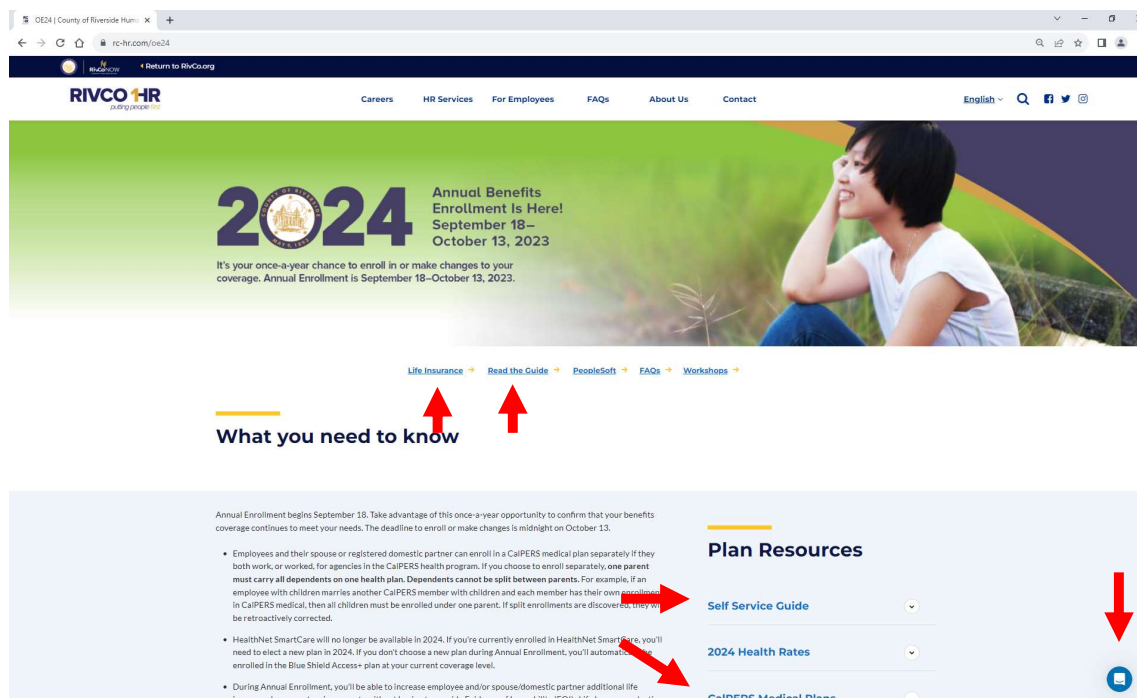 OE24 | County of Riverside Hum
rc-hr.com/oe24
RivCoNOW
Return to RivCo.org
RIVCO HR
putting people first
Careers
HR Services
For Employees
FAQs
About Us
Contact
English
2024
Annual Benefits
Enrollment Is Here!
September 18–
October 13, 2023
It's your once-a-year chance to enroll in or make changes to your
coverage. Annual Enrollment is September 18–October 13, 2023.
Life Insurance
Read the Guide
PeopleSoft
FAQs
Workshops
What you need to know
Annual Enrollment begins September 18. Take advantage of this once-a-year opportunity to confirm that your benefits
coverage continues to meet your needs. The deadline to enroll or make changes is midnight on October 13.
• Employees and their spouse or registered domestic partner can enroll in a CalPERS medical plan separately if they
both work, or worked, for agencies in the CalPERS health program. If you choose to enroll separately, one parent
must carry all dependents on one health plan. Dependents cannot be split between parents. For example, if an
employee with children marries another CalPERS member with children and each member has their own
in CalPERS medical, then all children must be enrolled under one parent. If split enrollments are discovered, they
be retroactively corrected.
• HealthNet SmartCare will no longer be available in 2024. If you're currently enrolled in HealthNet SmartCare, you'll
need to elect a new plan in 2024. If you don't choose a new plan during Annual Enrollment, you'll be
enrolled in the Blue Shield Access+ plan at your current coverage level.
• During Annual Enrollment, you'll be able to increase employee and/or spouse/domestic partner additional life
Plan Resources
Self Service Guide
2024 Health Rates
CalPERS Medical Plans